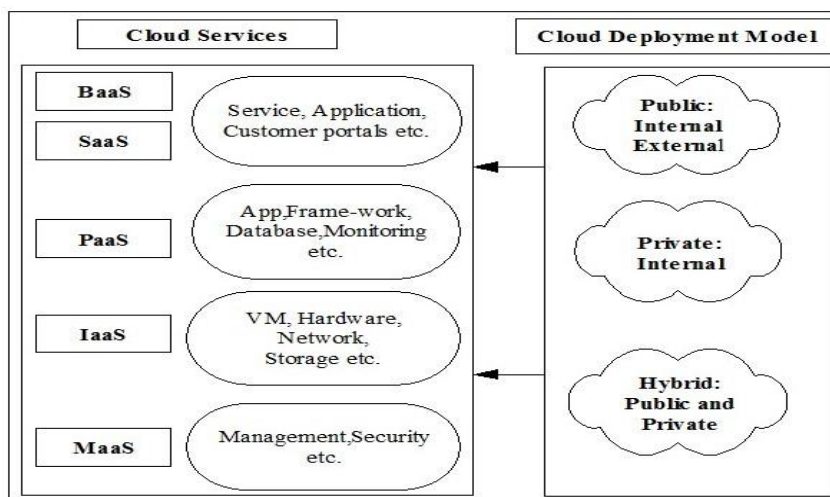 Cloud Services
Cloud Deployment Model
BaaS
SaaS
Service, Application,
Customer portals etc.
PaaS
App,Frame-work,
Database,Monitoring
etc.
IaaS
VM, Hardware,
Network,
Storage etc.
MaaS
Management,Security
etc.
Public:
Internal
External
Private:
Internal
Hybrid:
Public and
Private